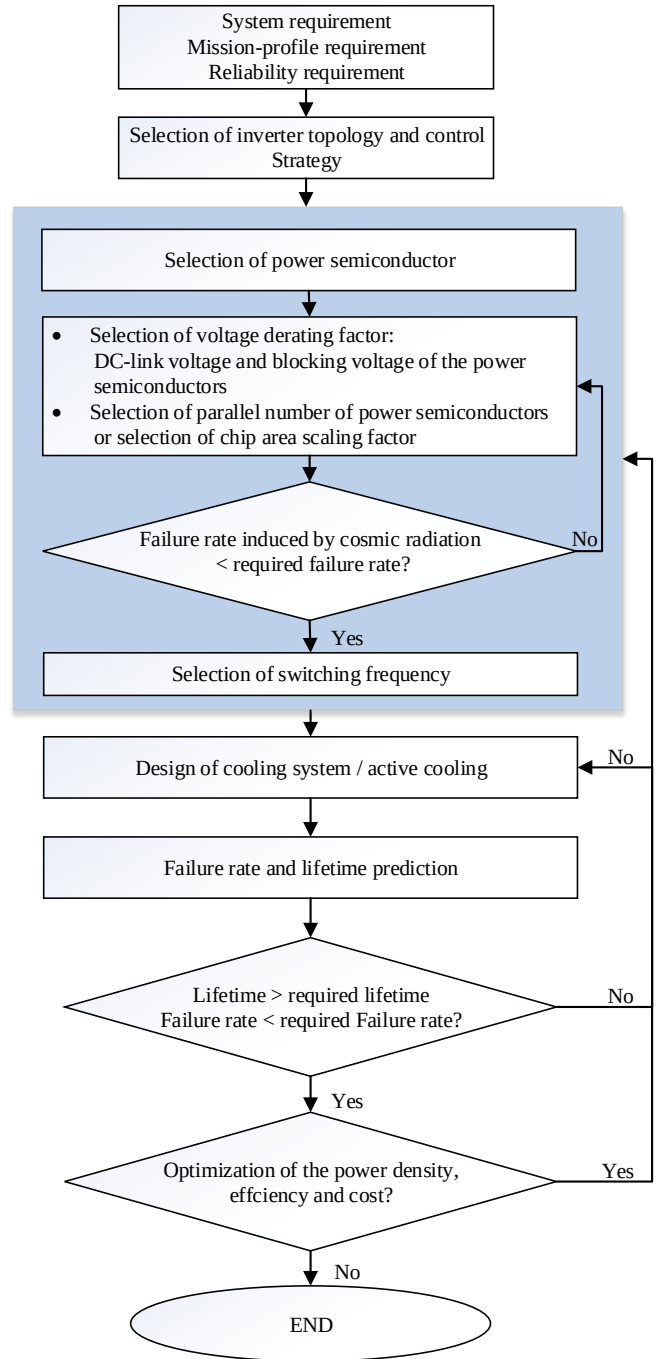 System requirement
Mission-profile requirement
Reliability requirement
Selection of inverter topology and control
Strategy
Selection of power semiconductor
• Selection of voltage derating factor:
DC-link voltage and blocking voltage of the power
semiconductors
• Selection of parallel number of power semiconductors
or selection of chip area scaling factor
Failure rate induced by cosmic radiation
< required failure rate?
No
Yes
Selection of switching frequency
Design of cooling system / active cooling
No
Failure rate and lifetime prediction
Lifetime > required lifetime
Failure rate < required Failure rate?
No
Yes
Optimization of the power density,
effciency and cost?
Yes
No
END